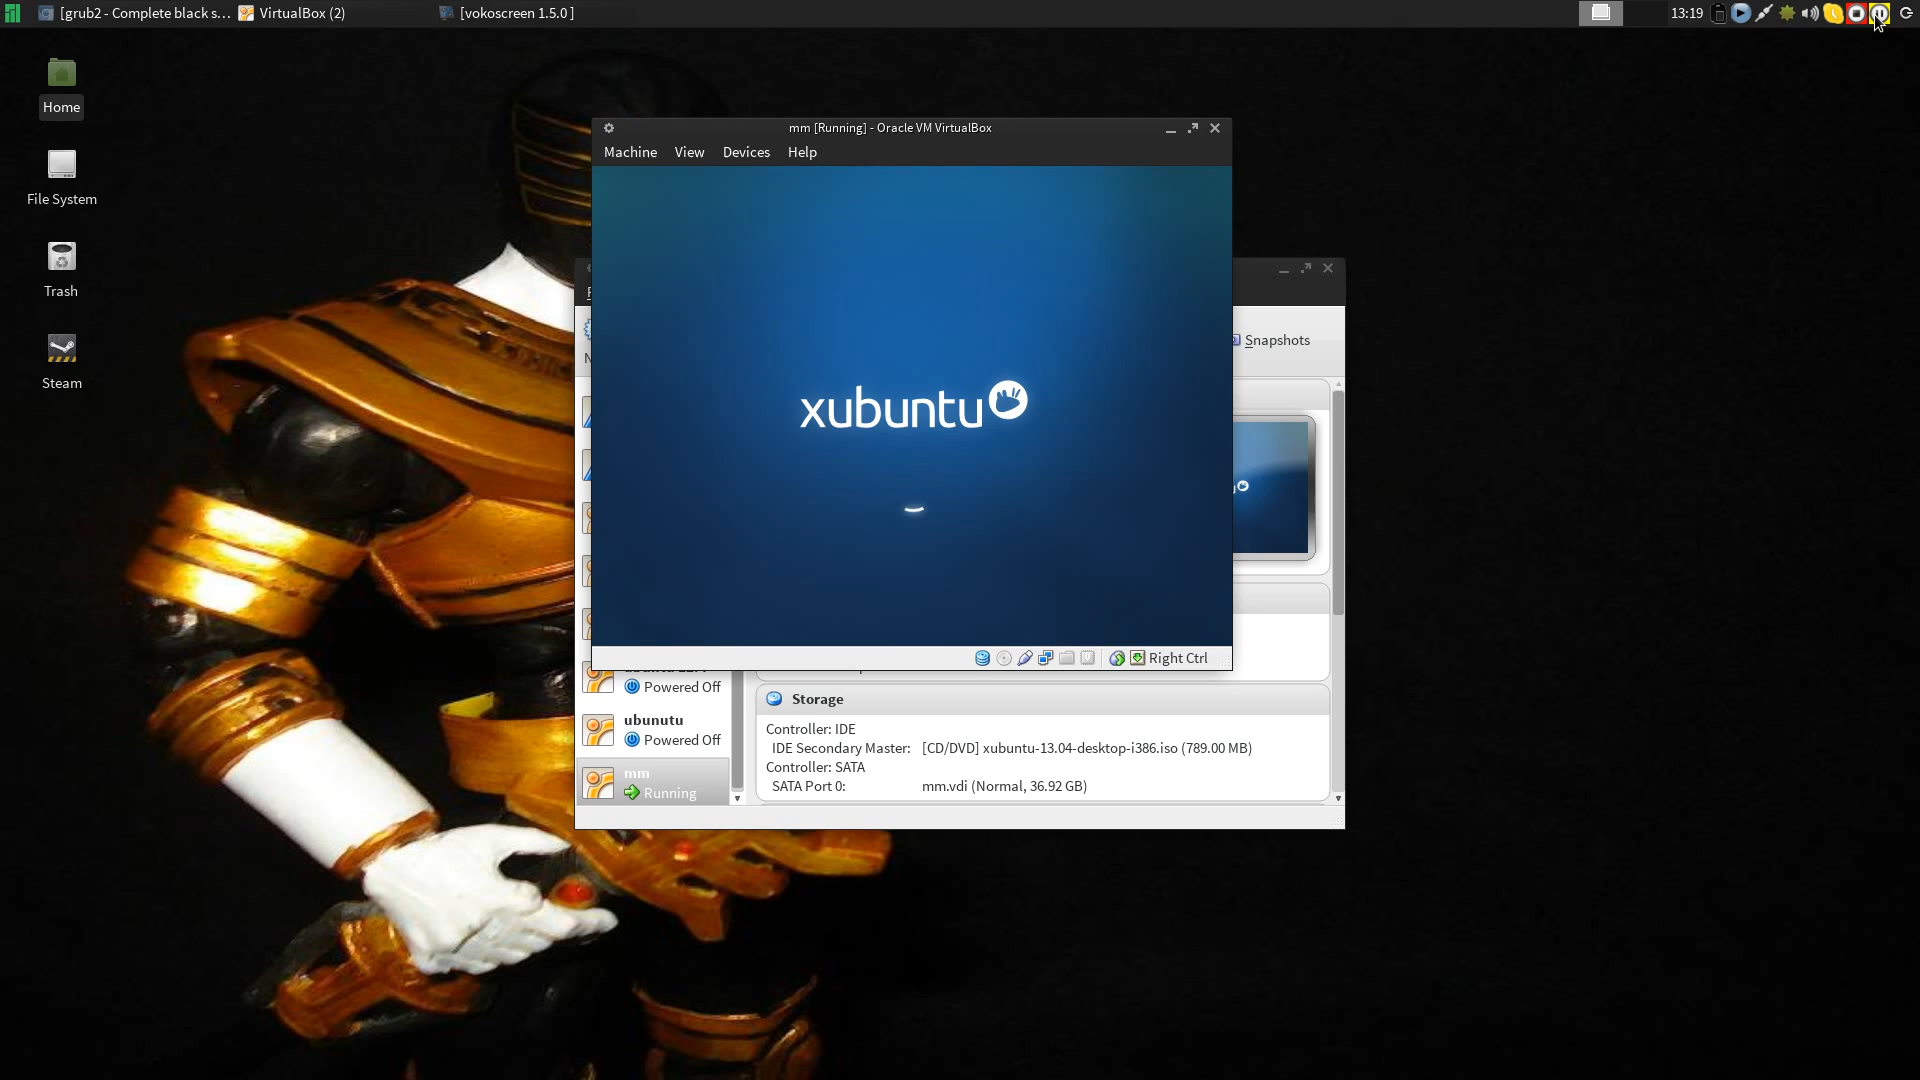 [grub2 - Complete black s... VirtualBox (2) [vokoscreen 1.5.0 ] 13:19
Home
File System
Trash
Steam
mm [Running] - Oracle VM VirtualBox
Machine View Devices Help
xubuntu
Right Ctrl
Snapshots
Powered Off
ubunutu
Powered Off
mm
Running
Storage
Controller: IDE
IDE Secondary Master: [CD/DVD] xubuntu-13.04-desktop-i386.iso (789.00 MB)
Controller: SATA
SATA Port 0: mm.vdi (Normal, 36.92 GB)